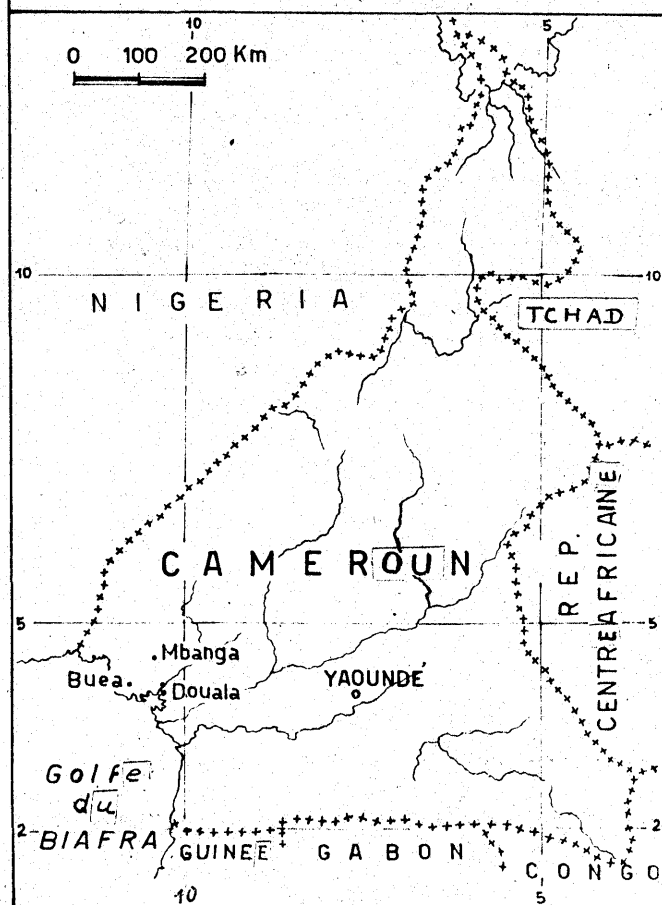 10 5
0 100 200 Km
10 10
NIGERIA
TCHAD
REP.
CENTREAFRICAINE
CAMEROUN
5 5
Mbanga
Buea
Douala
YAOUNDÉ
Golfe
du
BIAFRA
2 2
GUINEE GABON
CONGO
10 5